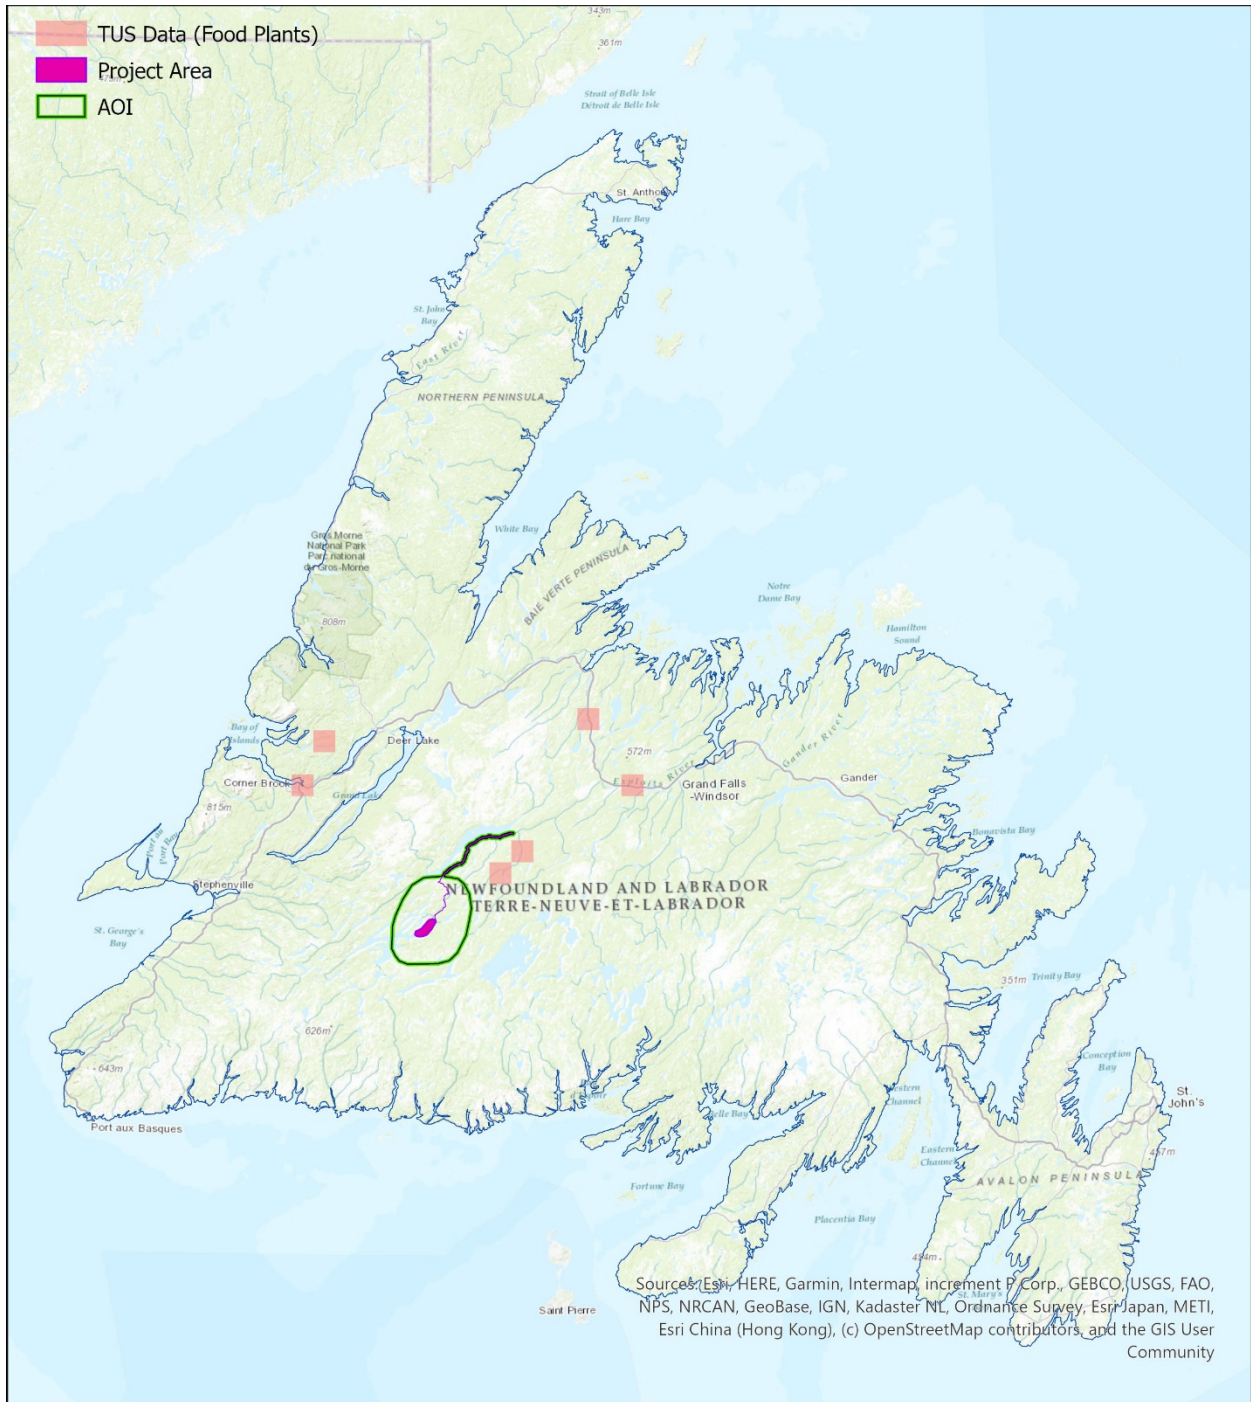 TUS Data (Food Plants)
Project Area
AOI
343m
361m
Strait of Belle Isle
Détroit de Belle Isle
St. Anthony
Hare Bay
St. John
Bay
East River
NORTHERN PENINSULA
White Bay
Gros Morne
National Park
Parc national
du Gros-Morne
BAIE VERTE PENINSULA
808m
Notre
Dame Bay
Hamilton
Sound
Bay of
Islands
Deer Lake
572m
Gander River
Corner Brook
Grand Lake
Exploits River
Grand Falls
-Windsor
Gander
815m
Port au
Port Bay
Bonavista Bay
Stephenville
NEWFOUNDLAND AND LABRADOR
TERRE-NEUVE-ET-LABRADOR
St. George's
Bay
351m
Trinity Bay
626m
643m
Conception
Bay
St.
John's
Port aux Basques
Western
Channel
Eastern
Channel
457m
AVALON PENINSULA
Fortune Bay
Placentia Bay
484m
Saint Pierre
St. Mary's
Sources: Esri, HERE, Garmin, Intermap, increment P Corp., GEBCO, USGS, FAO,
NPS, NRCAN, GeoBase, IGN, Kadaster NL, Ordnance Survey, Esri Japan, METI,
Esri China (Hong Kong), (c) OpenStreetMap contributors, and the GIS User
Community